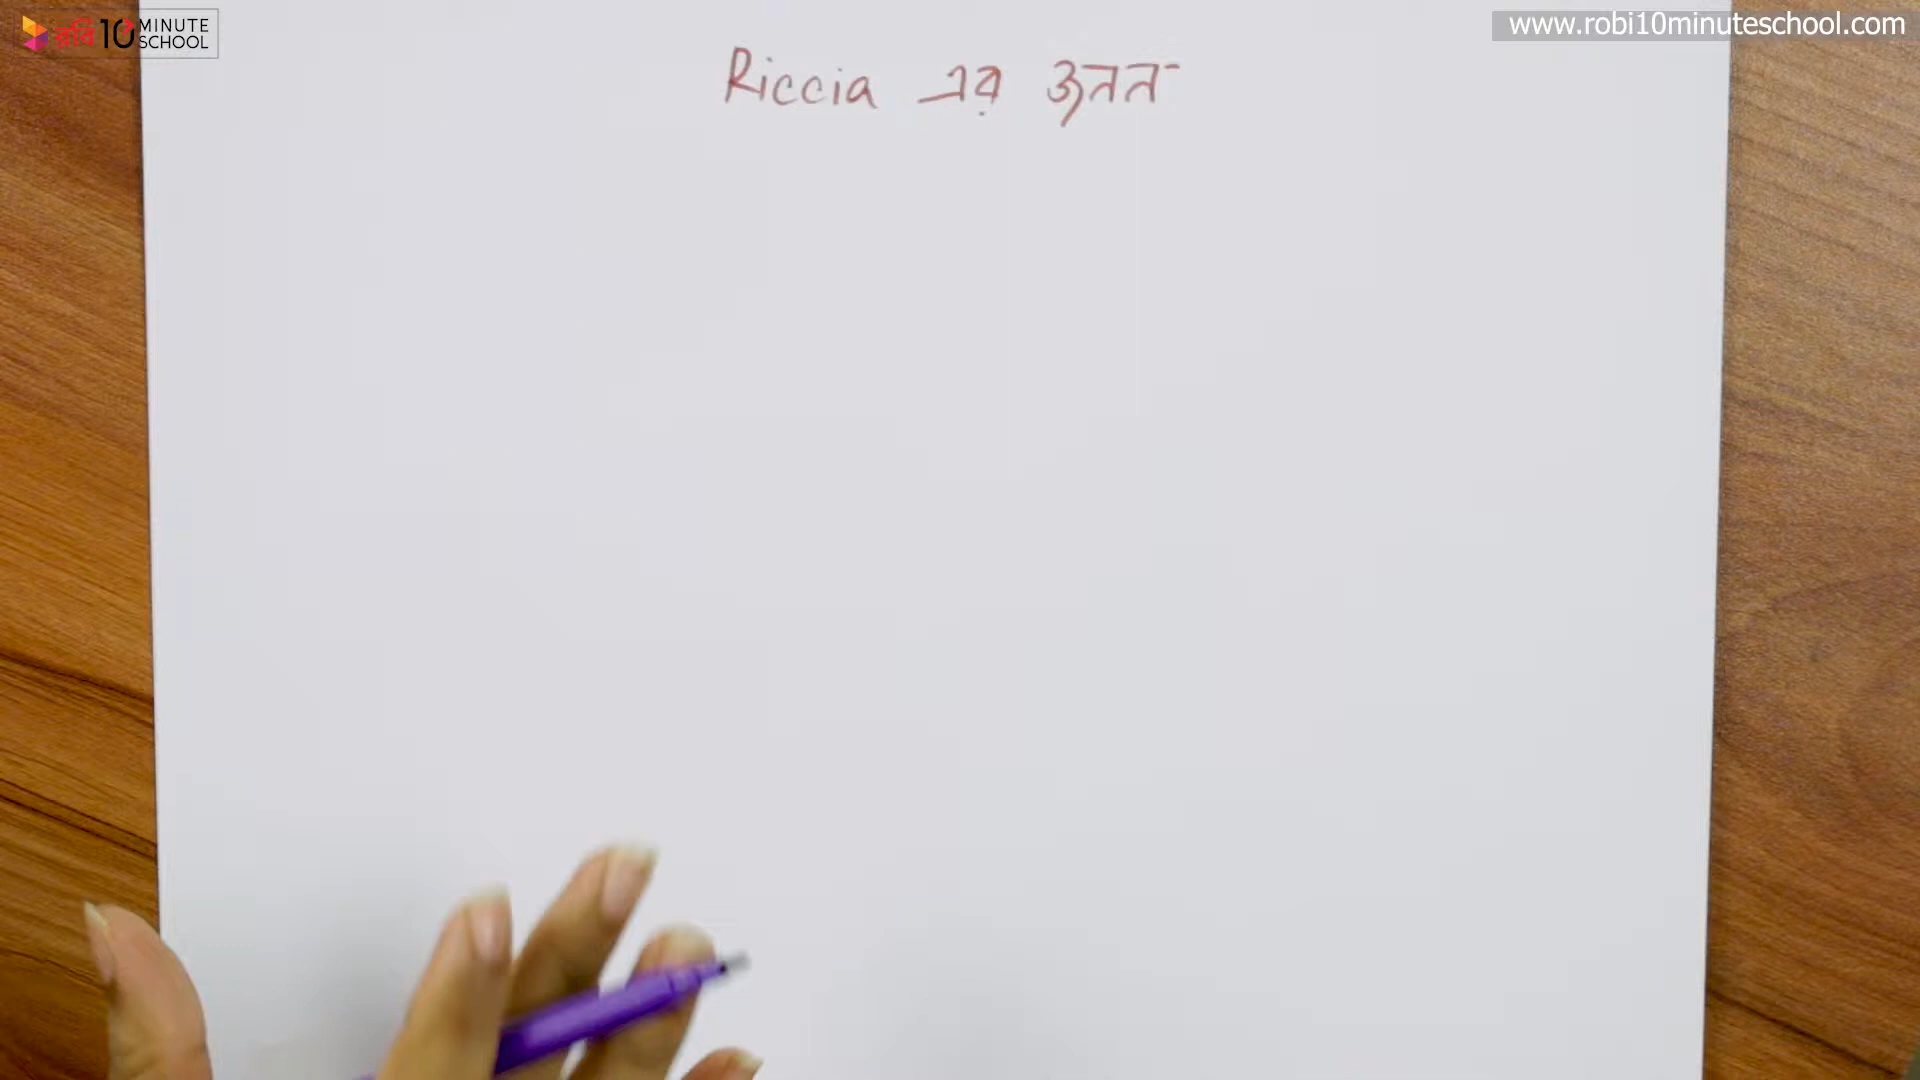 রবি 10 MINUTE SCHOOL
www.robi10minuteschool.com
Riccia এর জনন